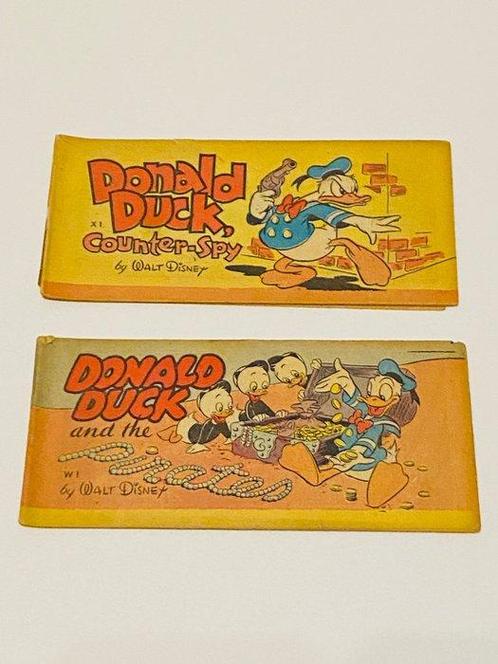 Donald
Duck,
X1.
Counter-Spy
by WALT DISNEY
DONALD
DUCK
and the
Pirates
W1
by WALT DISNEY